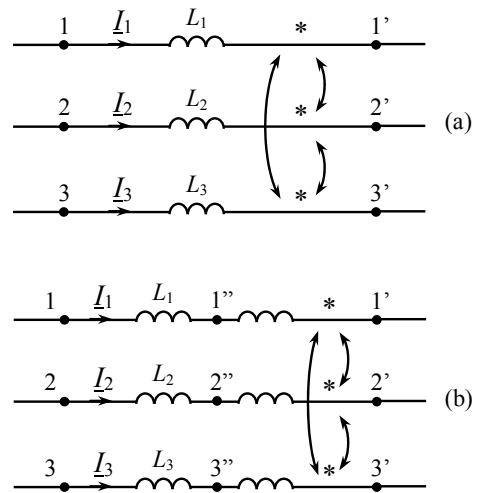 1 I1 L1 * 1’
2 I2 L2 * 2’ (a)
3 I3 L3 * 3’
1 I1 L1 1” * 1’
2 I2 L2 2” * 2’ (b)
3 I3 L3 3” * 3’